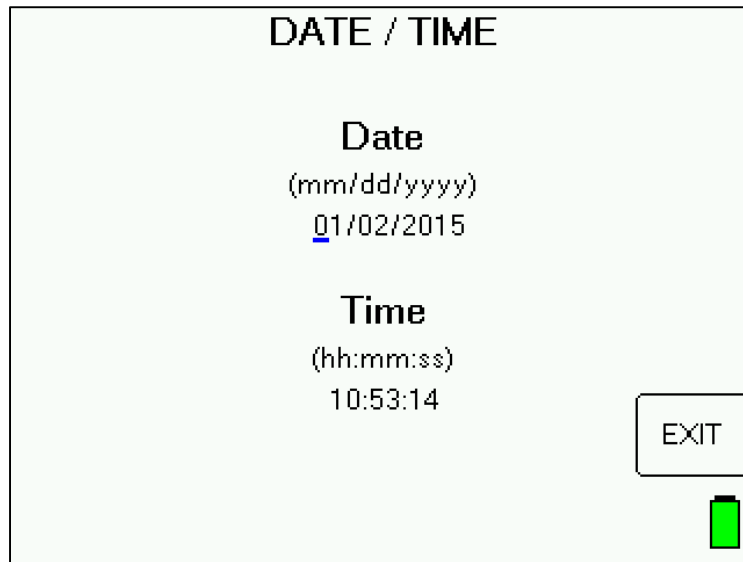 DATE / TIME
Date
(mm/dd/yyyy)
01/02/2015
Time
(hh:mm:ss)
10:53:14
EXIT